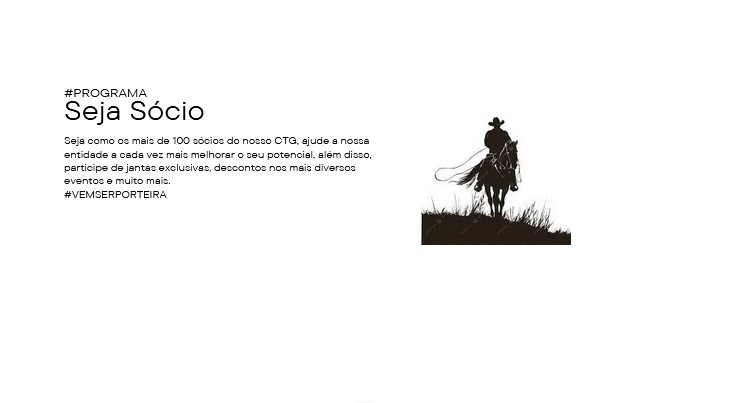 #PROGRAMA
Seja Sócio
Seja como os mais de 100 sócios do nosso CTG, ajude a nossa
entidade a cada vez mais melhorar o seu potencial, além disso,
participe de jantas exclusivas, descontos nos mais diversos
eventos e muito mais.
#VEMSERPORTEIRA